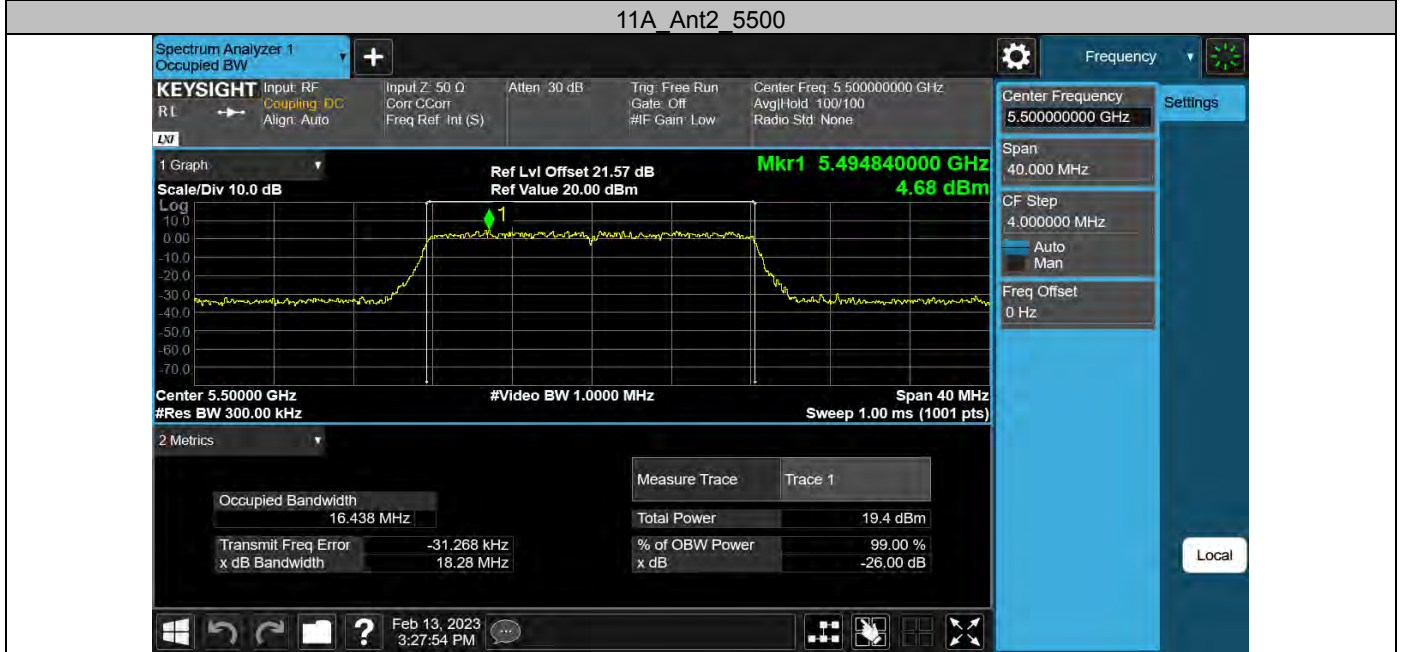 11A_Ant2_5500
Spectrum Analyzer 1
Occupied BW
+
Frequency
KEYSIGHT
RL
LXI
Input: RF
Coupling: DC
Align: Auto
Input Z: 50 Ω
Corr CCorr
Freq Ref: Int (S)
Atten: 30 dB
Trig: Free Run
Gate: Off
#IF Gain: Low
Center Freq: 5.500000000 GHz
Avg|Hold: 100/100
Radio Std: None
Center Frequency
5.500000000 GHz
Settings
Span
40.000 MHz
CF Step
4.000000 MHz
Auto
Man
Freq Offset
0 Hz
Local
1 Graph
Scale/Div 10.0 dB
Ref Lvl Offset 21.57 dB
Ref Value 20.00 dBm
Mkr1 5.494840000 GHz
4.68 dBm
Log
10.0
0.00
-10.0
-20.0
-30.0
-40.0
-50.0
-60.0
-70.0
1
Center 5.50000 GHz
#Res BW 300.00 kHz
#Video BW 1.0000 MHz
Span 40 MHz
Sweep 1.00 ms (1001 pts)
2 Metrics
Measure Trace Trace 1
Occupied Bandwidth
16.438 MHz
Total Power 19.4 dBm
Transmit Freq Error -31.268 kHz
% of OBW Power 99.00 %
x dB Bandwidth 18.28 MHz
x dB -26.00 dB
?
Feb 13, 2023
3:27:54 PM